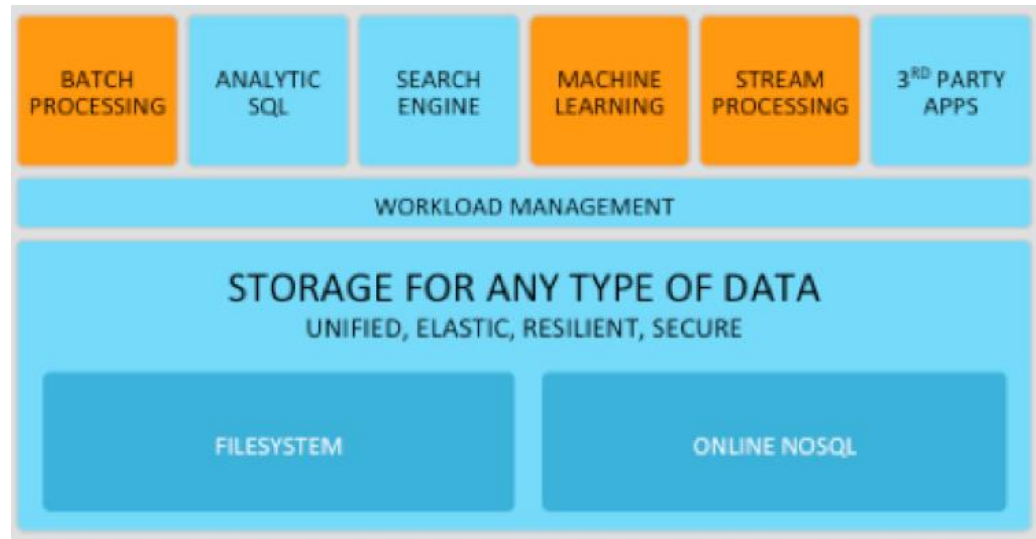 BATCH
PROCESSING
ANALYTIC
SQL
SEARCH
ENGINE
MACHINE
LEARNING
STREAM
PROCESSING
3RD PARTY
APPS
WORKLOAD MANAGEMENT
STORAGE FOR ANY TYPE OF DATA
UNIFIED, ELASTIC, RESILIENT, SECURE
FILESYSTEM
ONLINE NOSQL